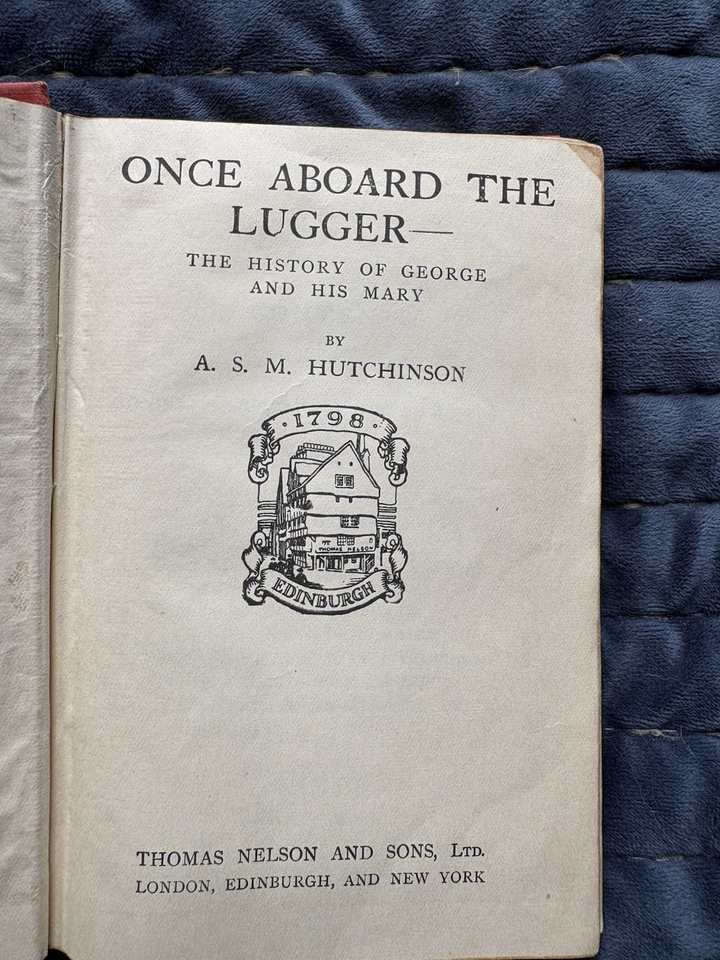 ONCE ABOARD THE
LUGGER—
THE HISTORY OF GEORGE
AND HIS MARY
BY
A. S. M. HUTCHINSON
· 1798 ·
THOMAS NELSON
EDINBURGH
THOMAS NELSON AND SONS, LTD.
LONDON, EDINBURGH, AND NEW YORK